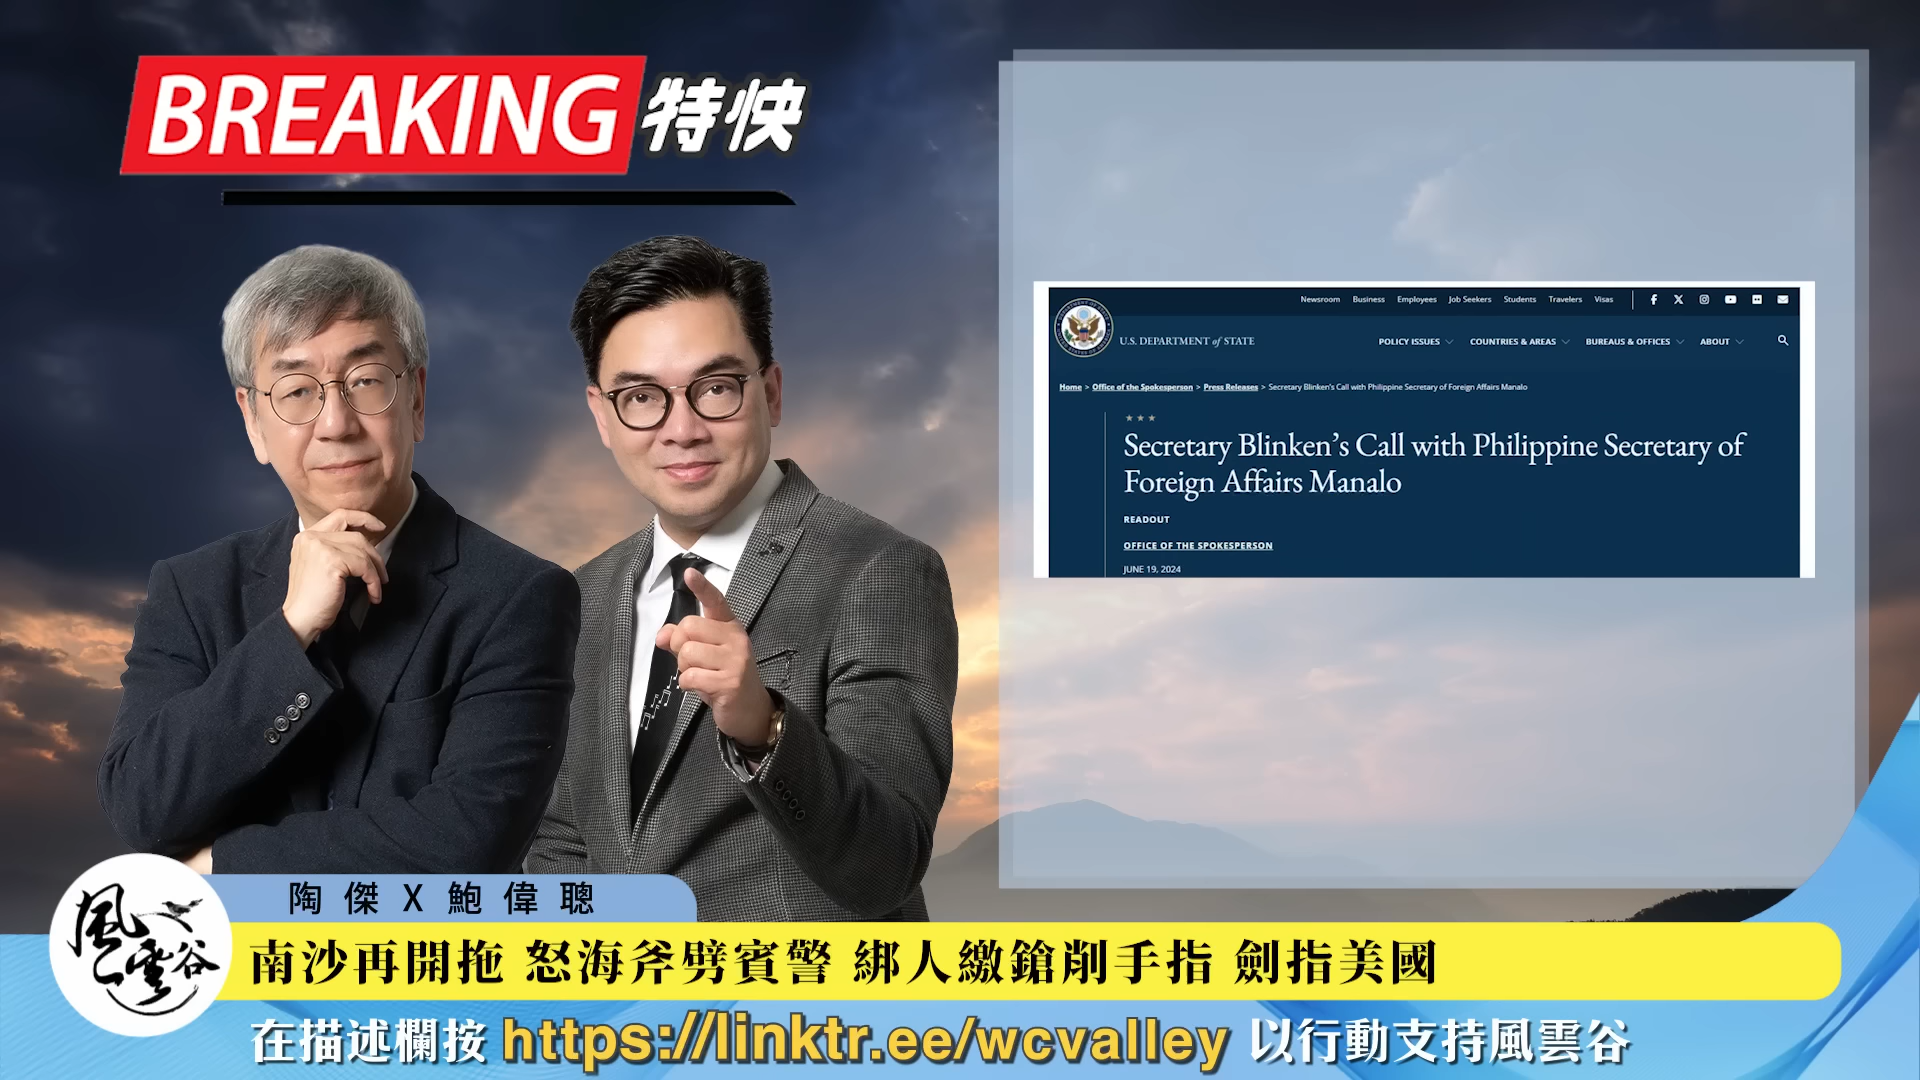 BREAKING 特快
Newsroom Business Employees Job Seekers Students Travelers Visas
U.S. DEPARTMENT of STATE
POLICY ISSUES COUNTRIES & AREAS BUREAUS & OFFICES ABOUT
Home > Office of the Spokesperson > Press Releases > Secretary Blinken's Call with Philippine Secretary of Foreign Affairs Manalo
Secretary Blinken's Call with Philippine Secretary of
Foreign Affairs Manalo
READOUT
OFFICE OF THE SPOKESPERSON
JUNE 19, 2024
陶傑 X 鮑偉聰
風雲谷
南沙再開拖 怒海斧劈賓警 綁人繳鎗削手指 劍指美國
在描述欄按 https://linktr.ee/wcvalley 以行動支持風雲谷